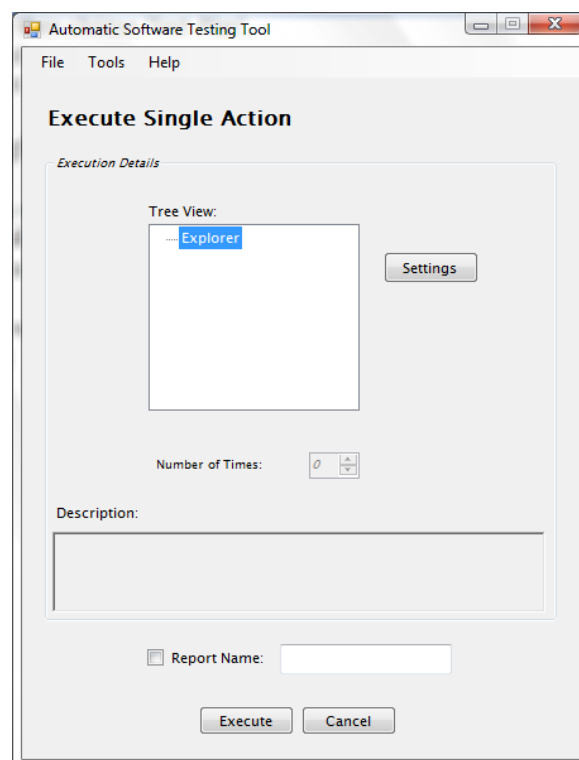 Automatic Software Testing Tool
File Tools Help
Execute Single Action
Execution Details
Tree View:
Explorer
Settings
Number of Times: 0
Description:
Report Name:
Execute Cancel